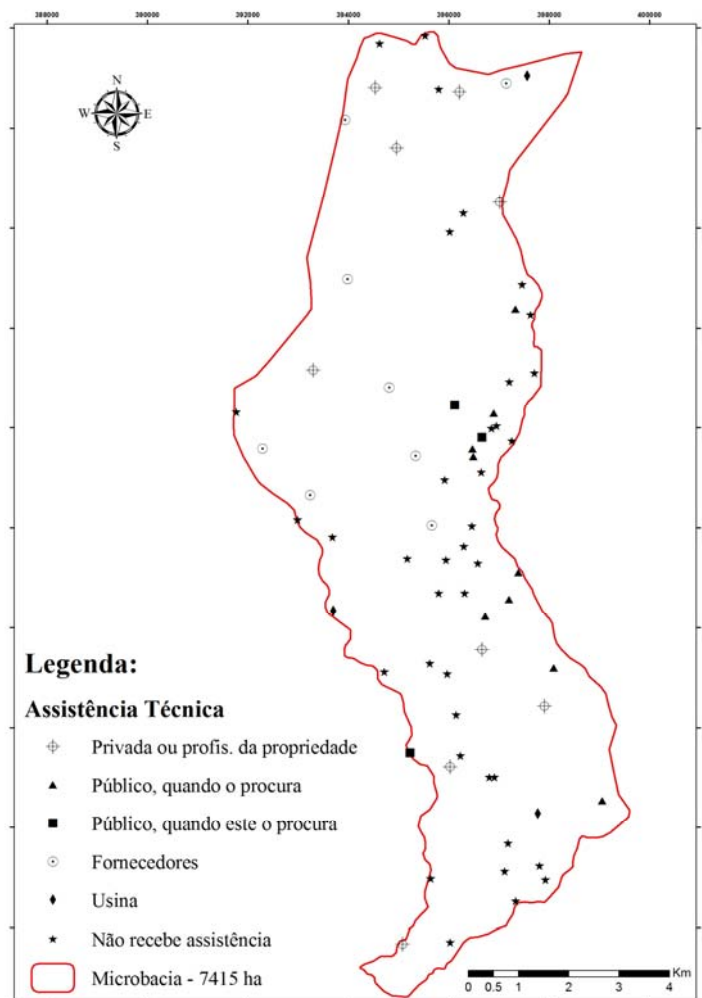 388000 390000 392000 394000 396000 398000 400000
N
W E
S
Legenda:
Assistência Técnica
Privada ou profis. da propriedade
Público, quando o procura
Público, quando este o procura
Fornecedores
Usina
Não recebe assistência
Microbacia - 7415 ha
Km
0 0.5 1 2 3 4